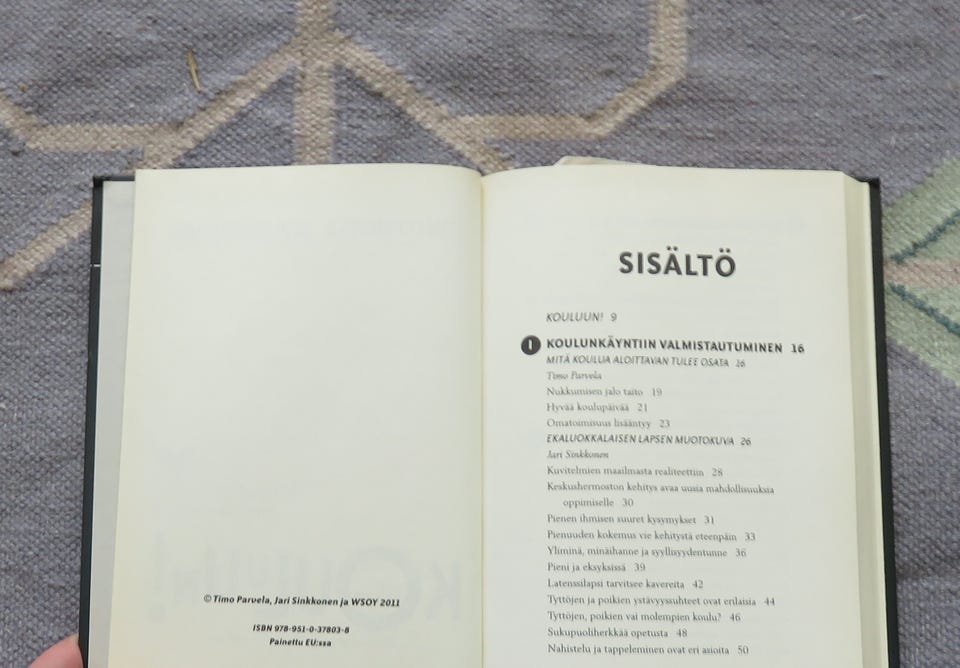 © Timo Parvela, Jari Sinkkonen ja WSOY 2011
ISBN 978-951-0-37803-8
Painettu EU:ssa
SISÄLTÖ
KOULUUN! 9
1 KOULUNKÄYNTIIN VALMISTAUTUMINEN 16
MITÄ KOULUA ALOITTAVAN TULEE OSATA 16
Timo Parvela
Nukkumisen jalo taito 19
Hyvää koulupäivää 21
Omatoimisuus lisääntyy 23
EKALUOKKALAISEN LAPSEN MUOTOKUVA 26
Jari Sinkkonen
Kuvitelmien maailmasta realiteettiin 28
Keskushermoston kehitys avaa uusia mahdollisuuksia
oppimiselle 30
Pienen ihmisen suuret kysymykset 31
Pienuuden kokemus vie kehitystä eteenpäin 33
Yliminä, minäihanne ja syyllisyydentunne 36
Pieni ja eksyksissä 39
Latenssilapsi tarvitsee kavereita 42
Tyttöjen ja poikien ystävyyssuhteet ovat erilaisia 44
Tyttöjen, poikien vai molempien koulu? 46
Sukupuoliherkkää opetusta 48
Nahistelu ja tappeleminen ovat eri asioita 50